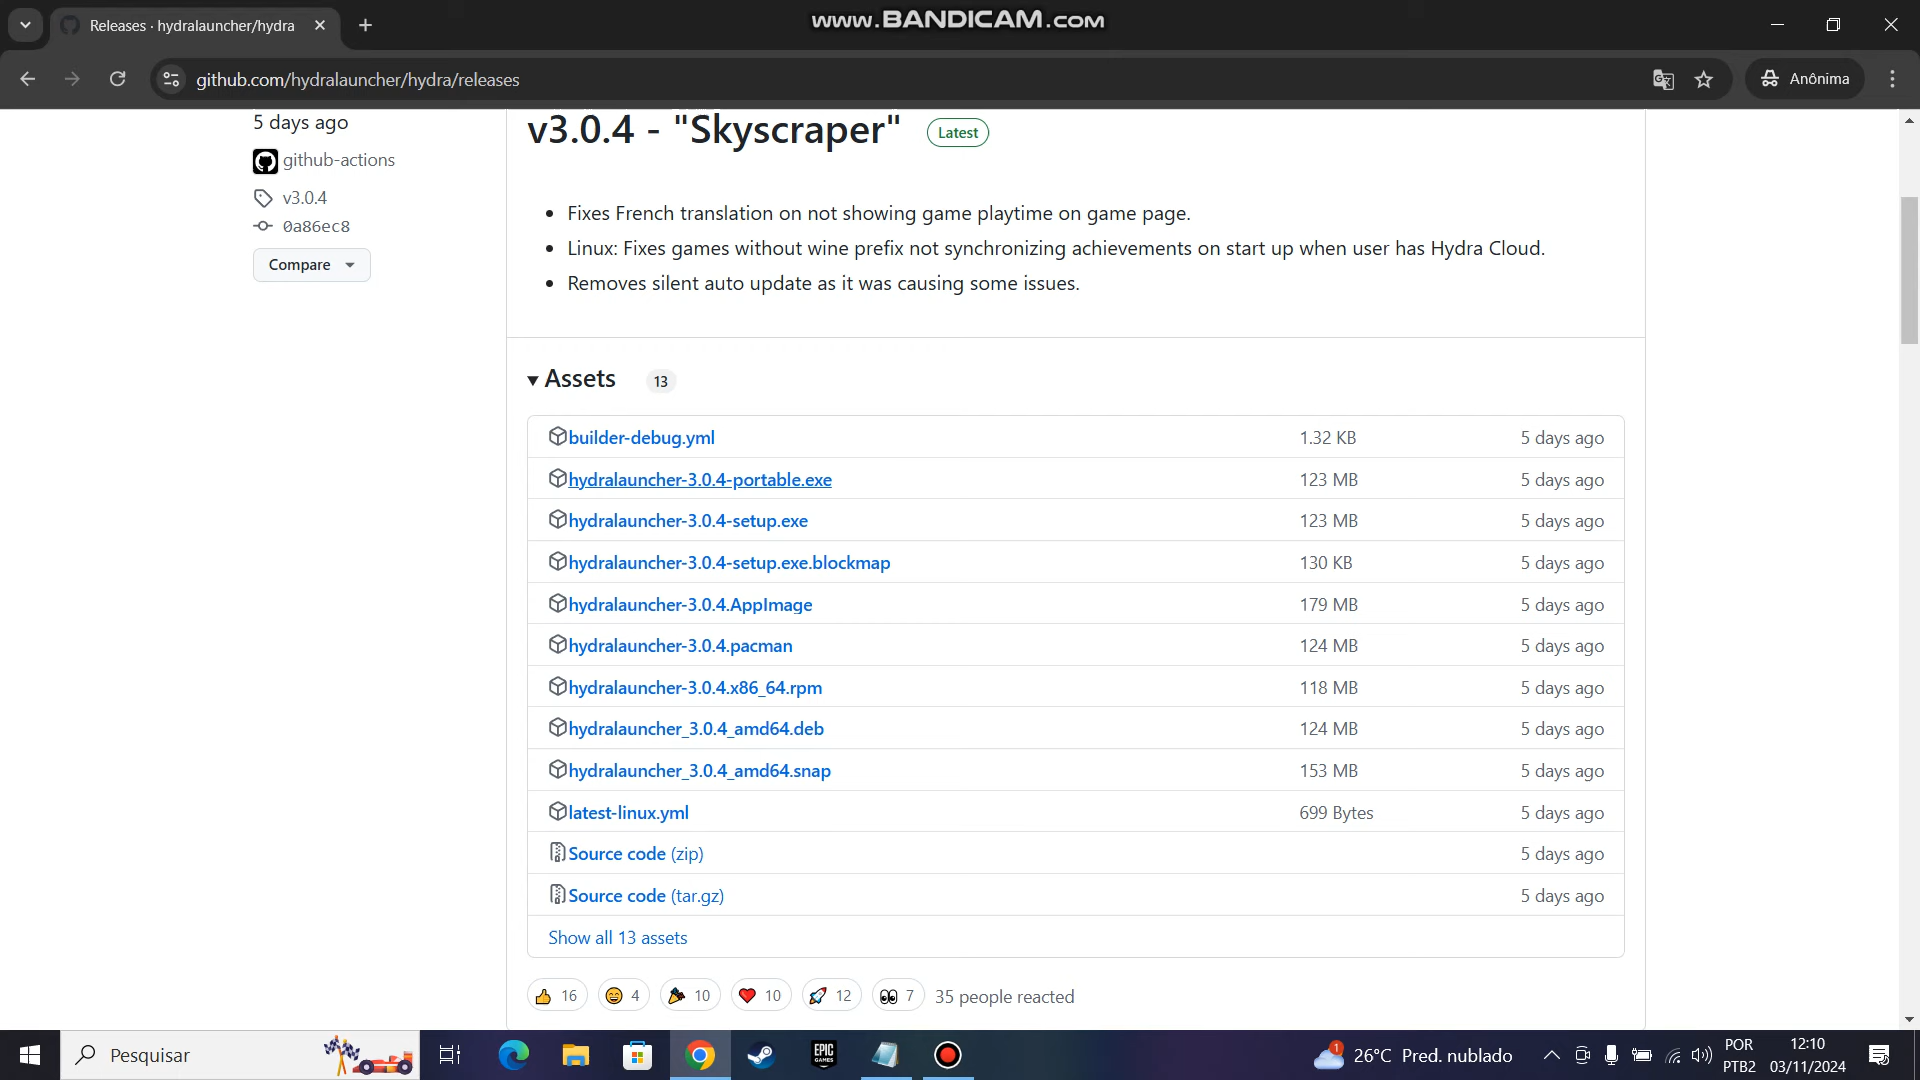 Releases · hydralauncher/hydra
www.BANDICAM.com
github.com/hydralauncher/hydra/releases
Anônima
5 days ago
github-actions
v3.0.4
0a86ec8
Compare
v3.0.4 - "Skyscraper" Latest
Fixes French translation on not showing game playtime on game page.
Linux: Fixes games without wine prefix not synchronizing achievements on start up when user has Hydra Cloud.
Removes silent auto update as it was causing some issues.
Assets 13
builder-debug.yml 1.32 KB 5 days ago
hydralauncher-3.0.4-portable.exe 123 MB 5 days ago
hydralauncher-3.0.4-setup.exe 123 MB 5 days ago
hydralauncher-3.0.4-setup.exe.blockmap 130 KB 5 days ago
hydralauncher-3.0.4.AppImage 179 MB 5 days ago
hydralauncher-3.0.4.pacman 124 MB 5 days ago
hydralauncher-3.0.4.x86_64.rpm 118 MB 5 days ago
hydralauncher_3.0.4_amd64.deb 124 MB 5 days ago
hydralauncher_3.0.4_amd64.snap 153 MB 5 days ago
latest-linux.yml 699 Bytes 5 days ago
Source code (zip) 5 days ago
Source code (tar.gz) 5 days ago
Show all 13 assets
👍 16 😄 4 🎉 10 ❤️ 10 🚀 12 👀 7 35 people reacted
Pesquisar
EPIC GAMES
1
26°C Pred. nublado
POR
PTB2
12:10
03/11/2024